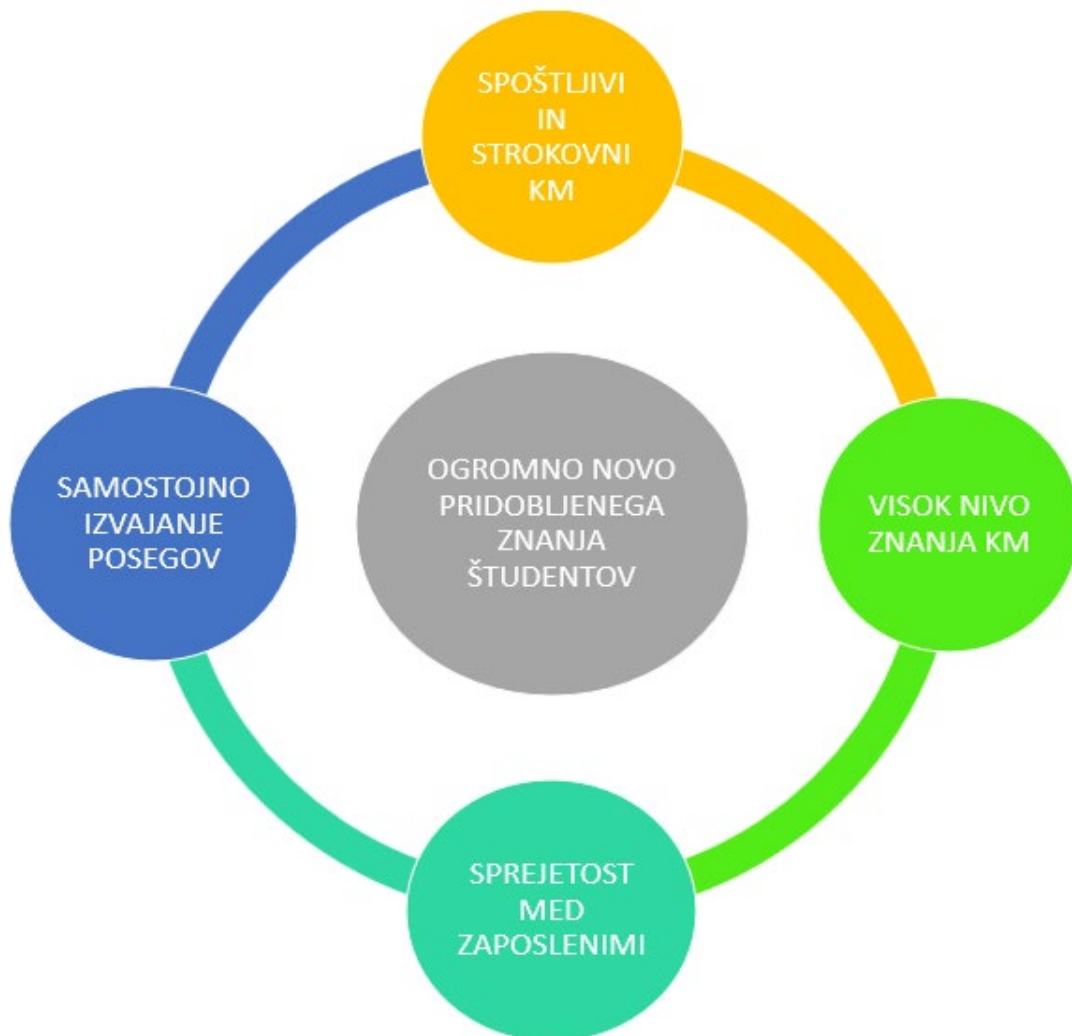 SPOŠTLJIVI
IN
STROKOVNI
KM
SAMOSTOJNO
IZVAJANJE
POSEGOV
OGROMNO NOVO
PRIDOBLJENEGA
ZNANJA
ŠTUDENTOV
VISOK NIVO
ZNANJA KM
SPREJETOST
MED
ZAPOSLENIMI